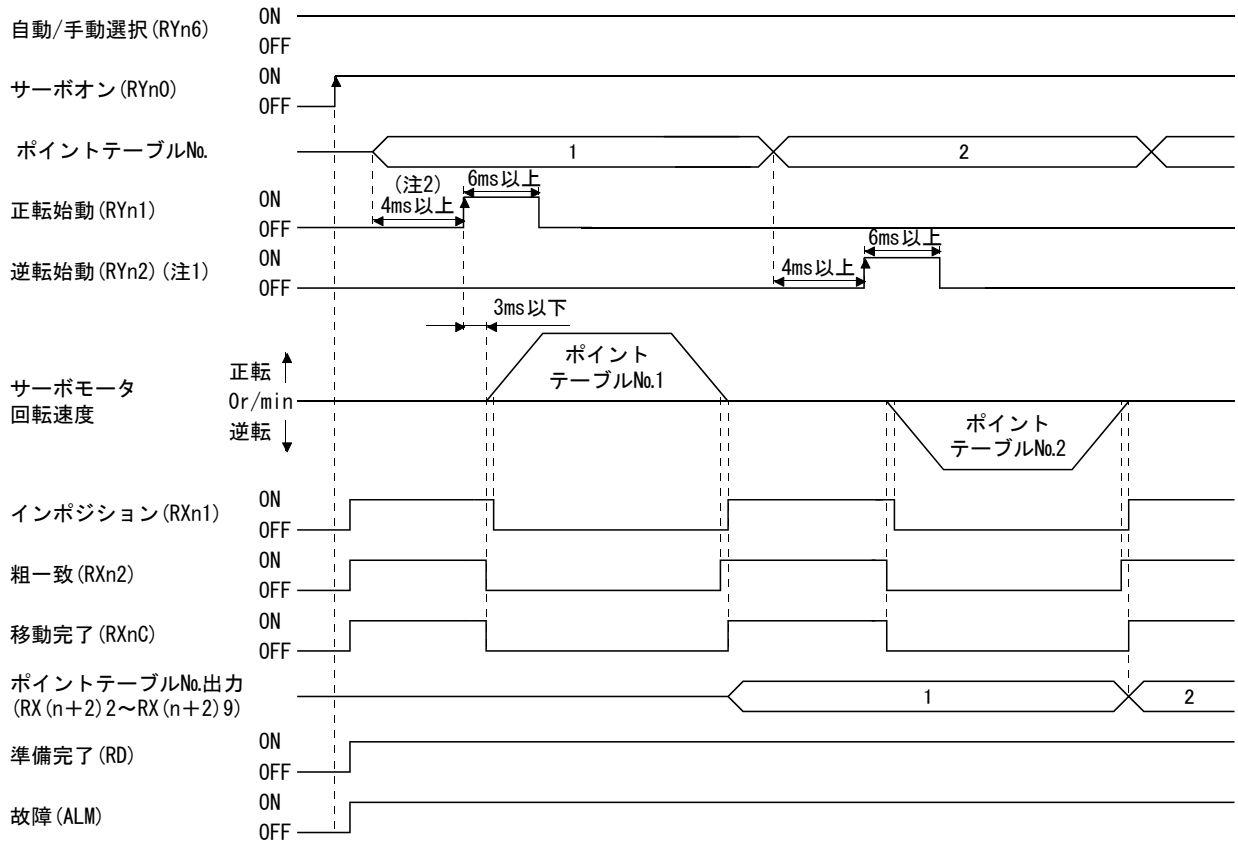 自動/手動選択(RYn6)
ON
OFF
サーボオン(RYn0)
ON
OFF
ポイントテーブル№
1
2
正転始動(RYn1)
ON
OFF
(注2)
4ms以上
6ms以上
逆転始動(RYn2)(注1)
ON
OFF
4ms以上
6ms以上
3ms以下
サーボモータ
回転速度
正転
0r/min
逆転
ポイント
テーブル№1
ポイント
テーブル№2
インポジション(RXn1)
ON
OFF
粗一致(RXn2)
ON
OFF
移動完了(RXnC)
ON
OFF
ポイントテーブル№出力
(RX(n+2)2～RX(n+2)9)
1
2
準備完了(RD)
ON
OFF
故障(ALM)
ON
OFF